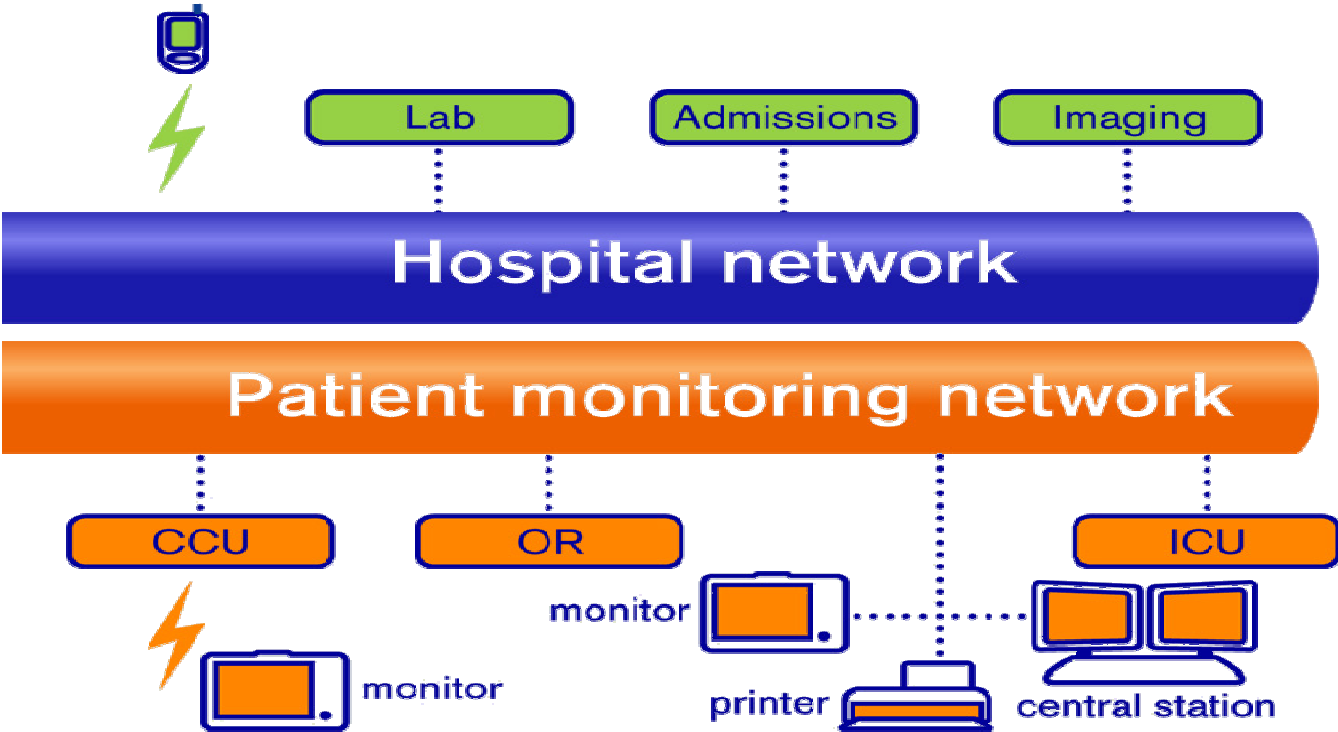 Lab
Admissions
Imaging
Hospital network
Patient monitoring network
CCU
OR
ICU
monitor
monitor
printer
central station